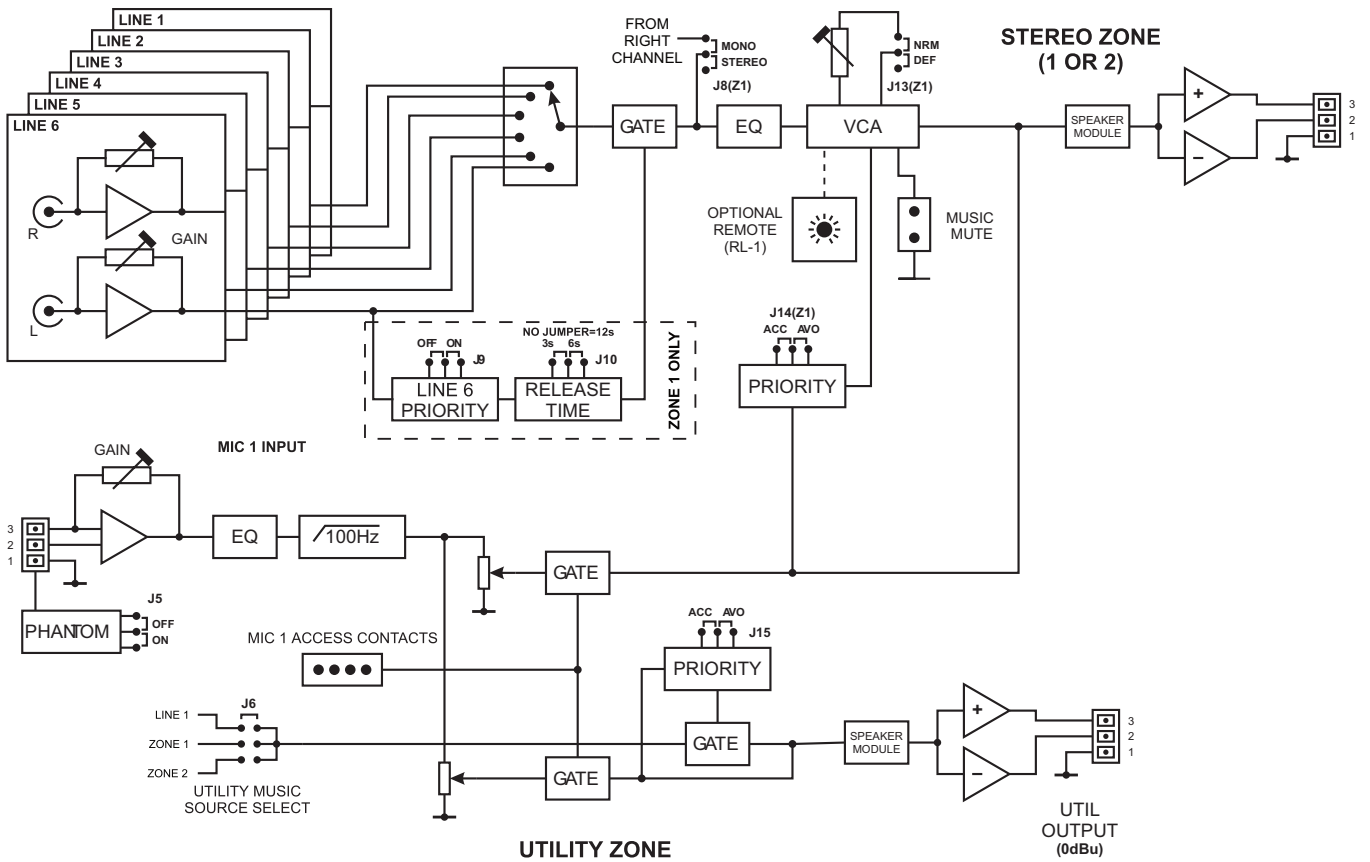 LINE 1
LINE 2
LINE 3
LINE 4
LINE 5
LINE 6
R
GAIN
L
FROM
RIGHT
CHANNEL
MONO
STEREO
J8(Z1)
NRM
DEF
J13(Z1)
STEREO ZONE
(1 OR 2)
GATE
EQ
VCA
SPEAKER
MODULE
3
2
1
OPTIONAL
REMOTE
(RL-1)
MUSIC
MUTE
NO JUMPER=12s
OFF ON
J9
3s 6s
J10
LINE 6
PRIORITY
RELEASE
TIME
ZONE 1 ONLY
J14(Z1)
ACC AVO
PRIORITY
MIC 1 INPUT
GAIN
3
2
1
EQ
100Hz
GATE
J5
OFF
ON
PHANTOM
MIC 1 ACCESS CONTACTS
ACC AVO
J15
PRIORITY
J6
LINE 1
ZONE 1
ZONE 2
UTILITY MUSIC
SOURCE SELECT
GATE
GATE
SPEAKER
MODULE
3
2
1
UTIL
OUTPUT
(0dBu)
UTILITY ZONE
+
−
+
−